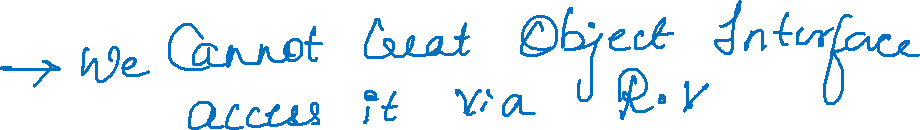 → We Cannot Creat Object Interface
access it via R.V